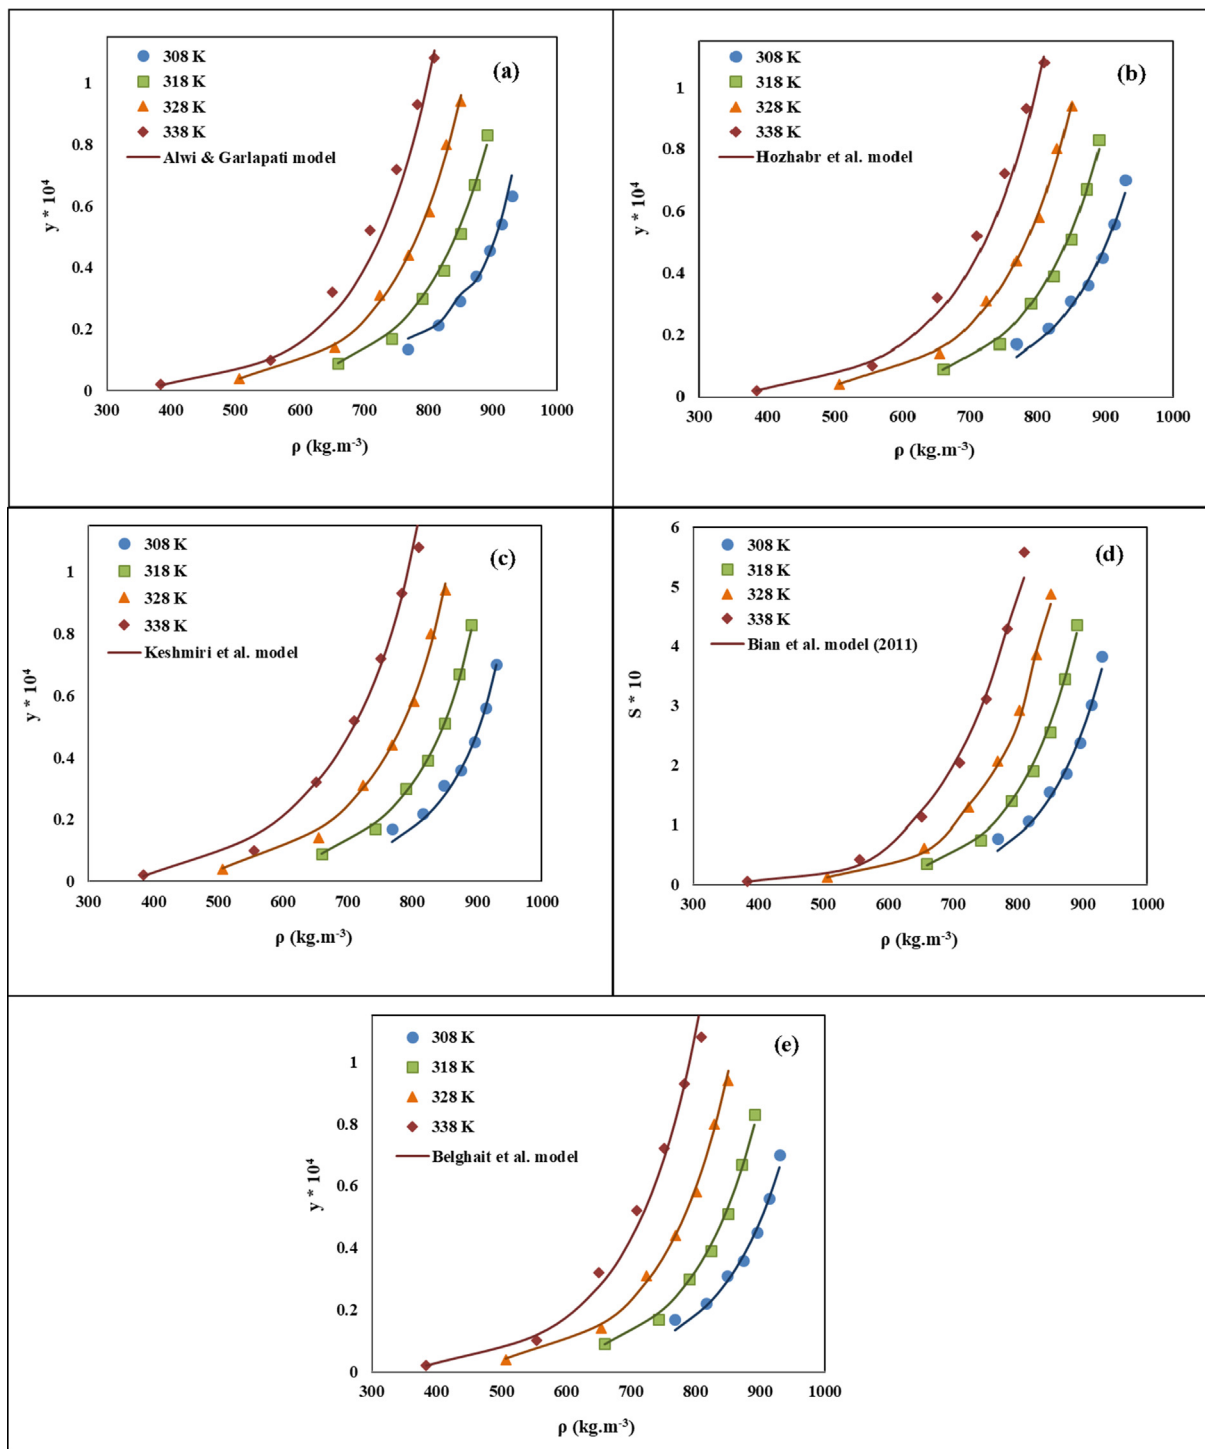 308 K
318 K
328 K
338 K
Alwi & Garlapati model
(a)
y * 10⁴
1
0.8
0.6
0.4
0.2
0
300 400 500 600 700 800 900 1000
ρ (kg.m⁻³)
308 K
318 K
328 K
338 K
Hozhabr et al. model
(b)
y * 10⁴
1
0.8
0.6
0.4
0.2
0
300 400 500 600 700 800 900 1000
ρ (kg.m⁻³)
308 K
318 K
328 K
338 K
Keshmiri et al. model
(c)
y * 10⁴
1
0.8
0.6
0.4
0.2
0
300 400 500 600 700 800 900 1000
ρ (kg.m⁻³)
308 K
318 K
328 K
338 K
Bian et al. model (2011)
(d)
S * 10
6
5
4
3
2
1
0
300 400 500 600 700 800 900 1000
ρ (kg.m⁻³)
308 K
318 K
328 K
338 K
Belghait et al. model
(e)
y * 10⁴
1
0.8
0.6
0.4
0.2
0
300 400 500 600 700 800 900 1000
ρ (kg.m⁻³)